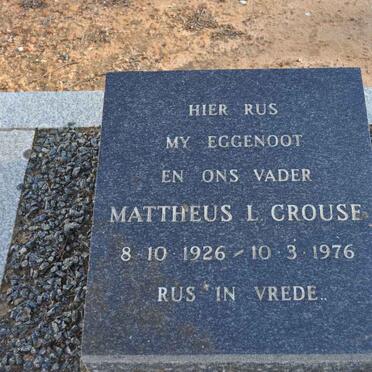 HIER RUS
MY EGGENOOT
EN ONS VADER
MATTHEUS L. CROUSE
8·10·1926 - 10·3·1976
RUS IN VREDE.